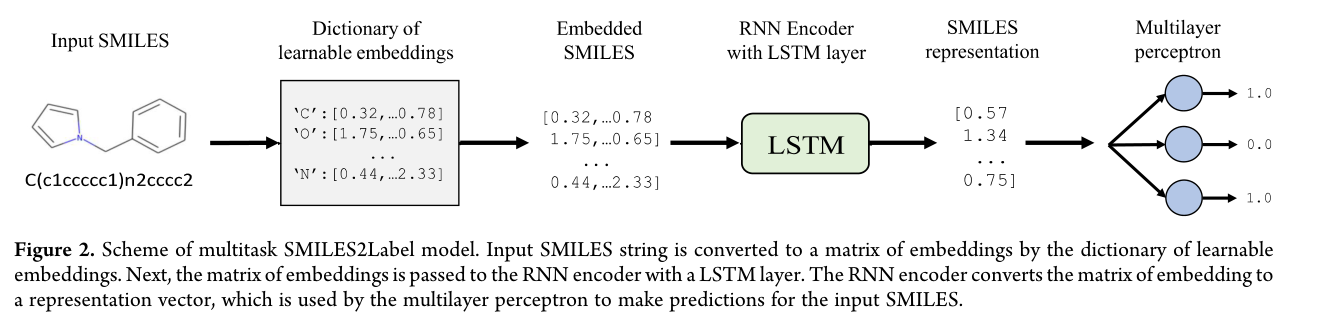 Input SMILES
Dictionary of
learnable embeddings
Embedded
SMILES
RNN Encoder
with LSTM layer
SMILES
representation
Multilayer
perceptron
N
C(c1ccccc1)n2cccc2
‘C’:[0.32,…0.78]
‘O’:[1.75,…0.65]
...
‘N’:[0.44,…2.33]
[0.32,…0.78
1.75,…0.65]
...
0.44,…2.33]
LSTM
[0.57
1.34
...
0.75]
1.0
0.0
1.0
Figure 2. Scheme of multitask SMILES2Label model. Input SMILES string is converted to a matrix of embeddings by the dictionary of learnable
embeddings. Next, the matrix of embeddings is passed to the RNN encoder with a LSTM layer. The RNN encoder converts the matrix of embedding to
a representation vector, which is used by the multilayer perceptron to make predictions for the input SMILES.